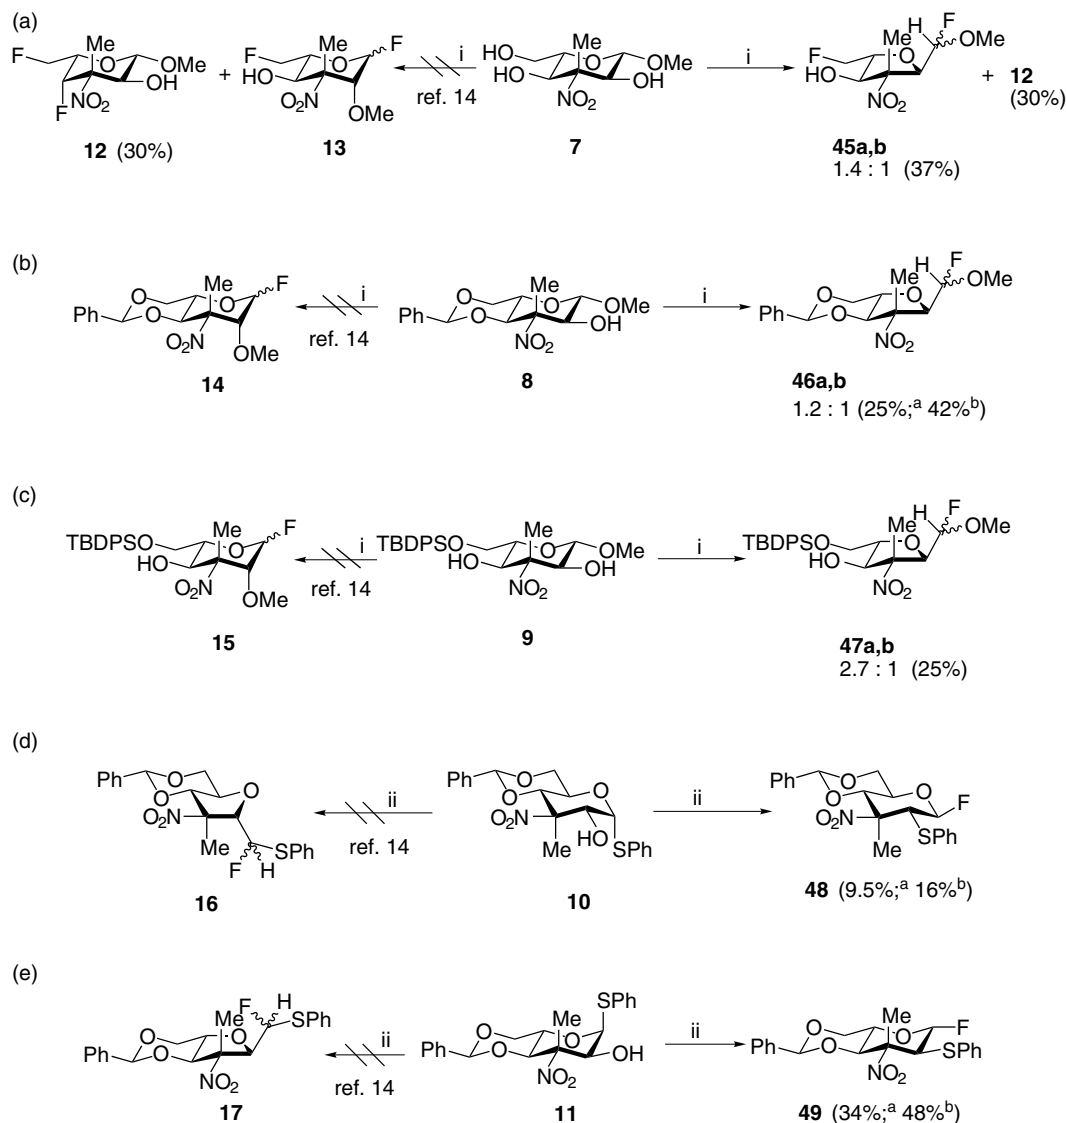 (a)
F Me O OMe OH NO2 F
12 (30%)
+
F Me O F HO O2N OMe
13
i
ref. 14
HO Me O OMe HO OH NO2
7
i
F Me O H F OMe HO NO2
45a,b
1.4 : 1 (37%)
+ 12
(30%)
(b)
Ph O O Me O F O2N OMe
14
i
ref. 14
Ph O O Me O OMe OH NO2
8
i
Ph O O Me O H F OMe NO2
46a,b
1.2 : 1 (25%;a 42%b)
(c)
TBDPSO Me O F HO O2N OMe
15
i
ref. 14
TBDPSO Me O OMe HO OH NO2
9
i
TBDPSO Me O H F OMe HO NO2
47a,b
2.7 : 1 (25%)
(d)
Ph O O O O2N Me F H SPh
16
ii
ref. 14
Ph O O O O2N Me HO SPh
10
ii
Ph O O O F O2N SPh Me
48 (9.5%;a 16%b)
(e)
Ph O O Me O F H SPh NO2
17
ii
ref. 14
Ph O O Me O SPh OH NO2
11
ii
Ph O O Me O F SPh NO2
49 (34%;a 48%b)